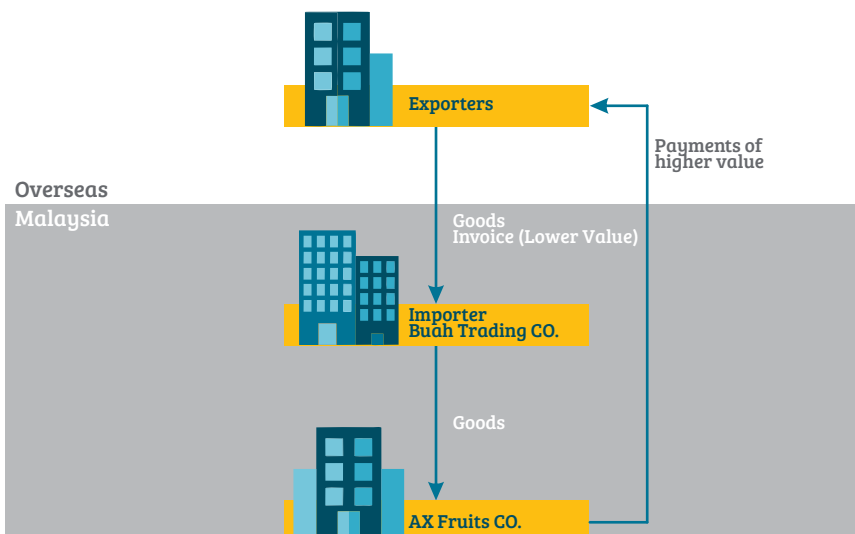 Exporters
Payments of
higher value
Overseas
Malaysia
Goods
Invoice (Lower Value)
Importer
Buah Trading CO.
Goods
AX Fruits CO.